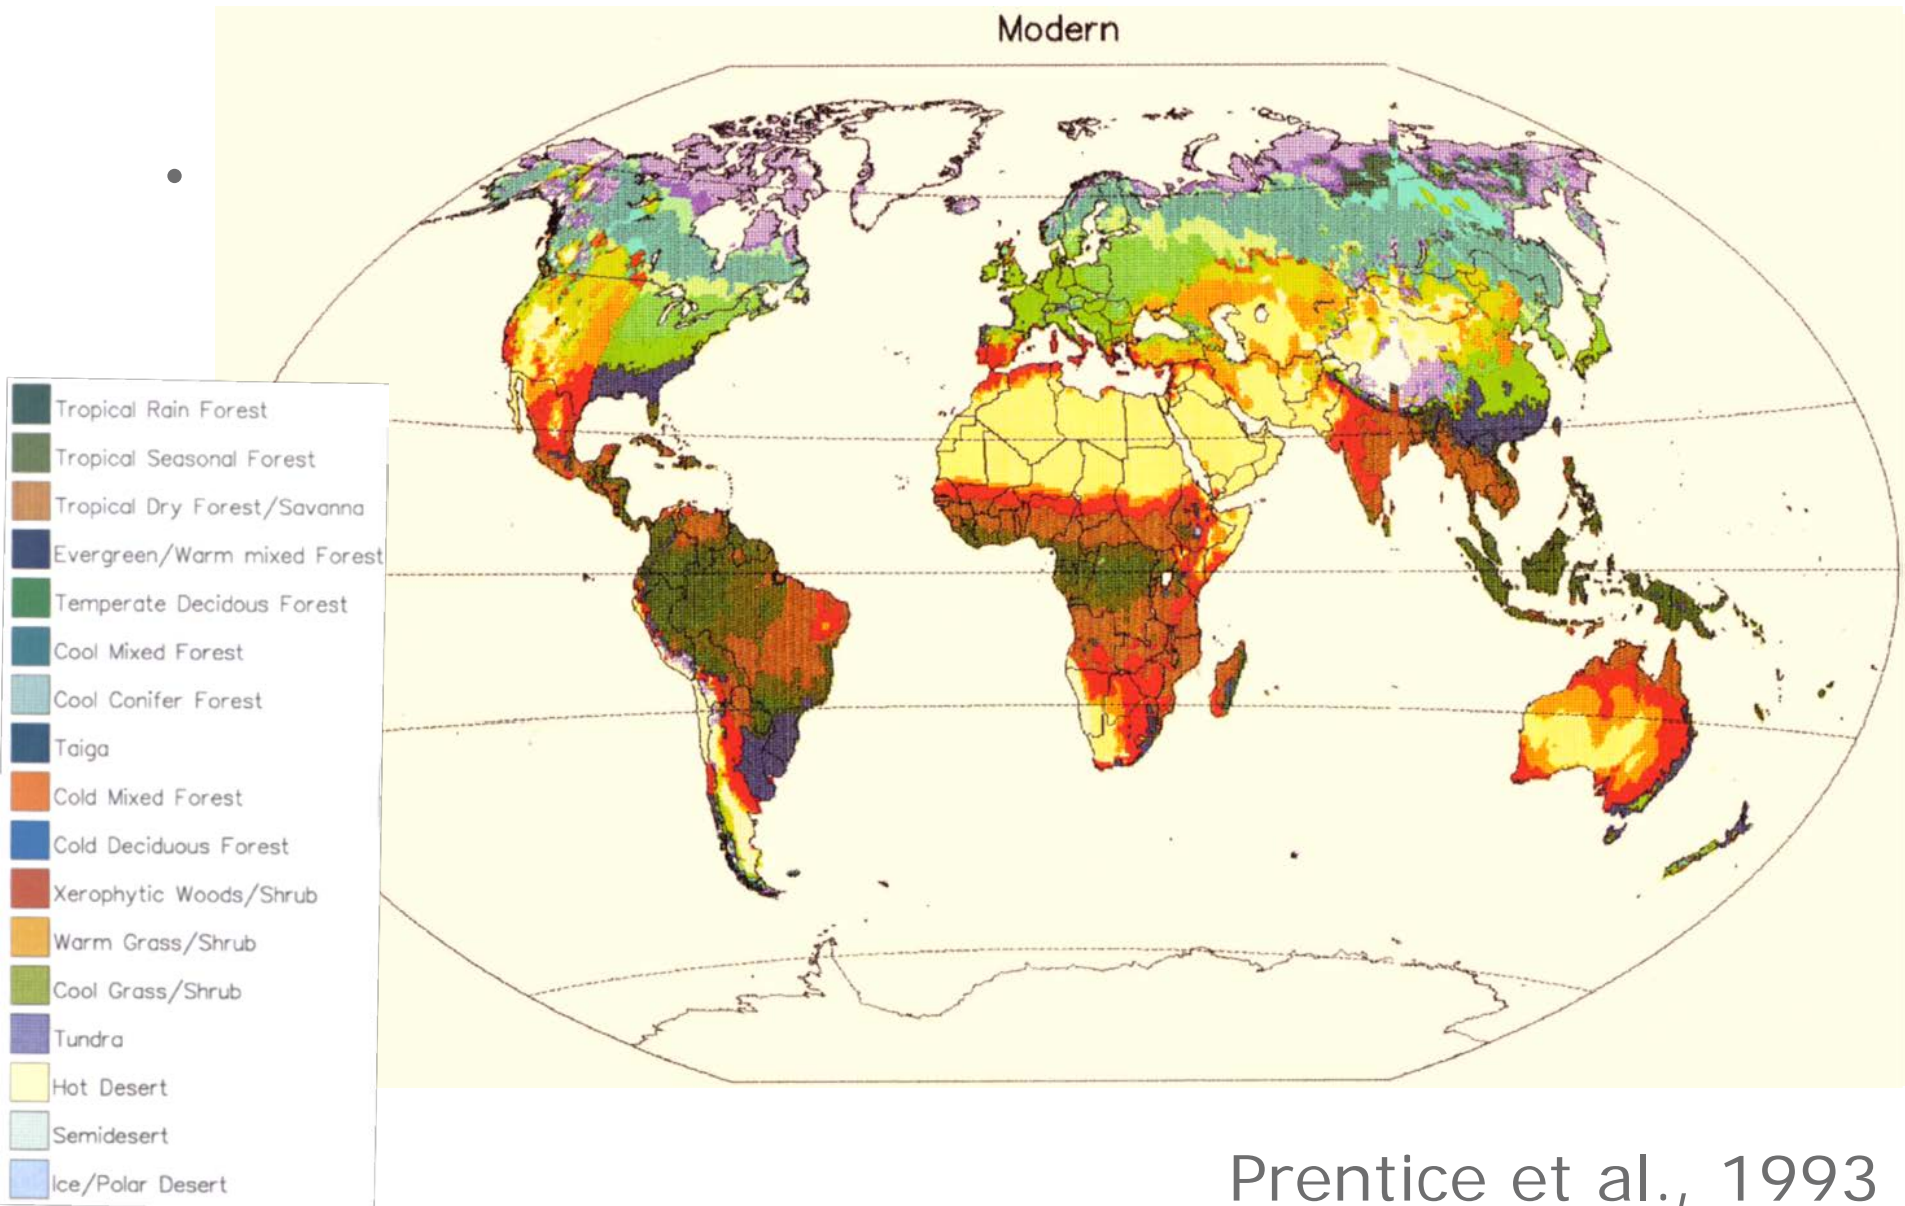 Modern
Tropical Rain Forest
Tropical Seasonal Forest
Tropical Dry Forest/Savanna
Evergreen/Warm mixed Forest
Temperate Decidous Forest
Cool Mixed Forest
Cool Conifer Forest
Taiga
Cold Mixed Forest
Cold Deciduous Forest
Xerophytic Woods/Shrub
Warm Grass/Shrub
Cool Grass/Shrub
Tundra
Hot Desert
Semidesert
Ice/Polar Desert
Prentice et al., 1993